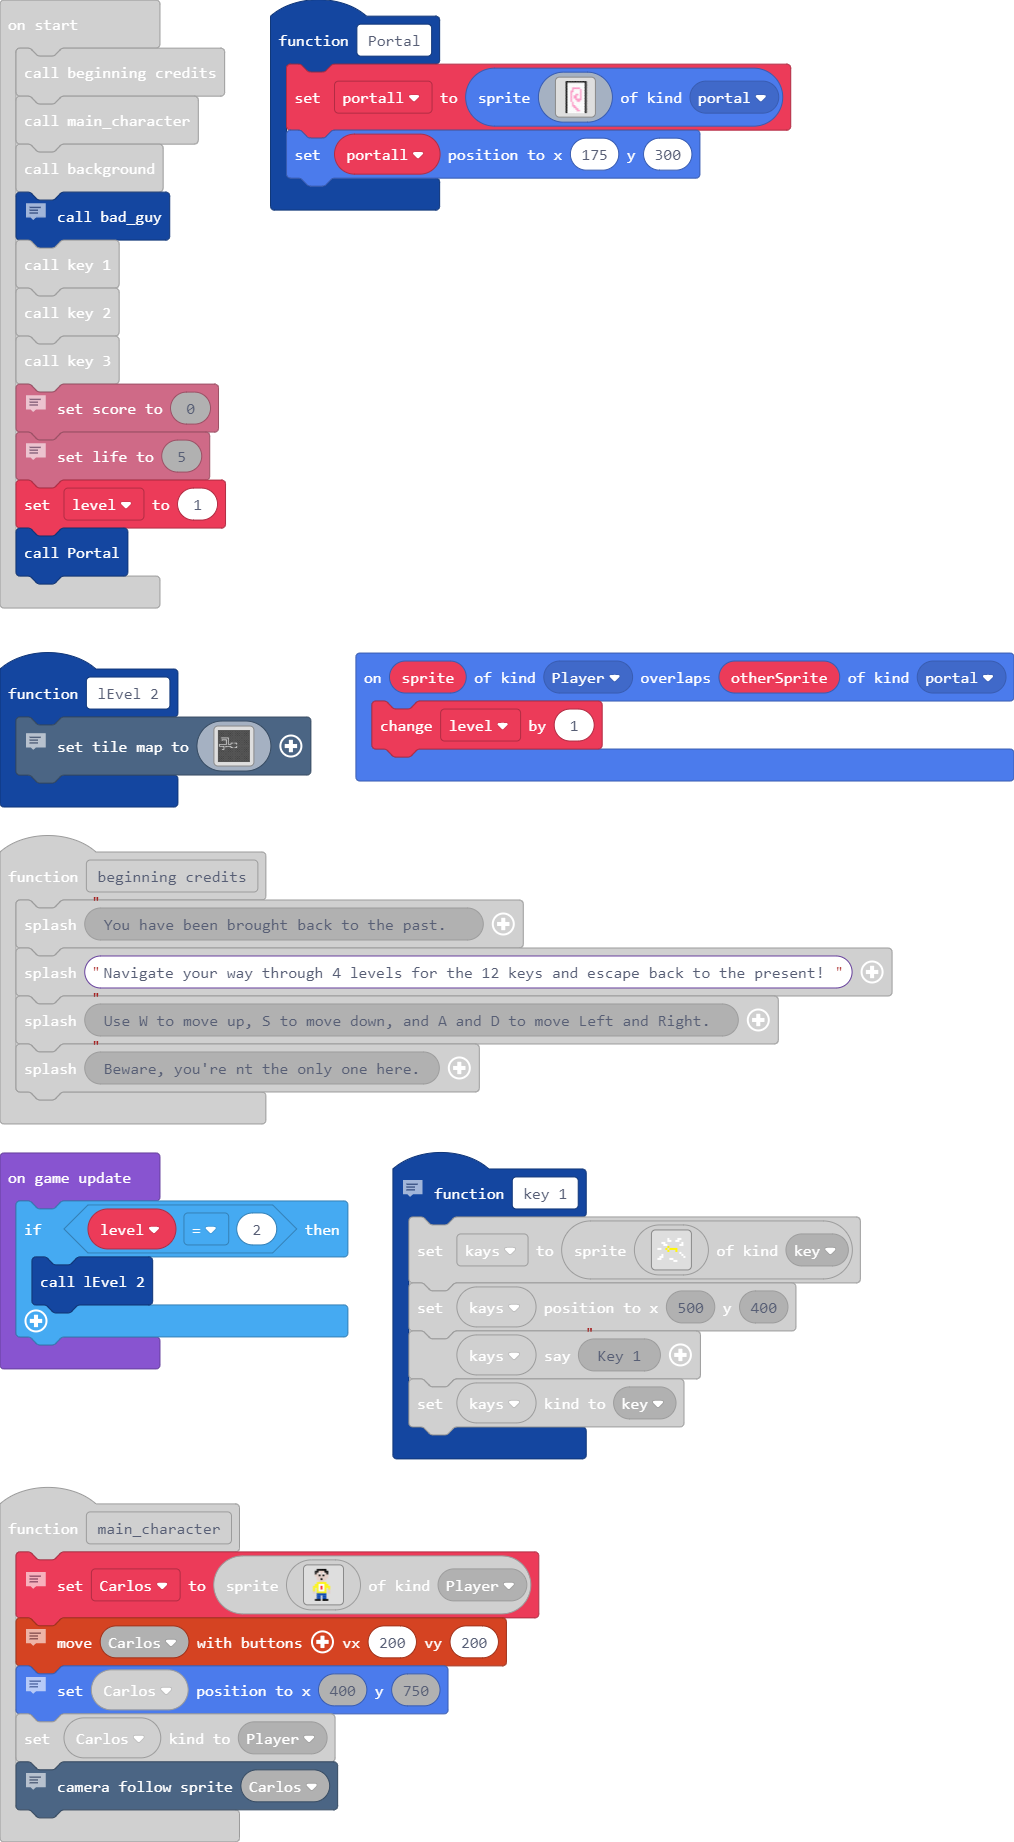 on start
call beginning credits
call main_character
call background
call bad_guy
call key 1
call key 2
call key 3
set score to 0
set life to 5
set level to 1
call Portal
function Portal
set portall to sprite of kind portal
set portall position to x 175 y 300
function lEvel 2
set tile map to
on sprite of kind Player overlaps otherSprite of kind portal
change level by 1
function beginning credits
splash "You have been brought back to the past.
splash "Navigate your way through 4 levels for the 12 keys and escape back to the present! "
splash "Use W to move up, S to move down, and A and D to move Left and Right.
splash "Beware, you're nt the only one here.
on game update
if level = 2 then
call lEvel 2
function key 1
set kays to sprite of kind key
set kays position to x 500 y 400
kays say "Key 1
set kays kind to key
function main_character
set Carlos to sprite of kind Player
move Carlos with buttons vx 200 vy 200
set Carlos position to x 400 y 750
set Carlos kind to Player
camera follow sprite Carlos